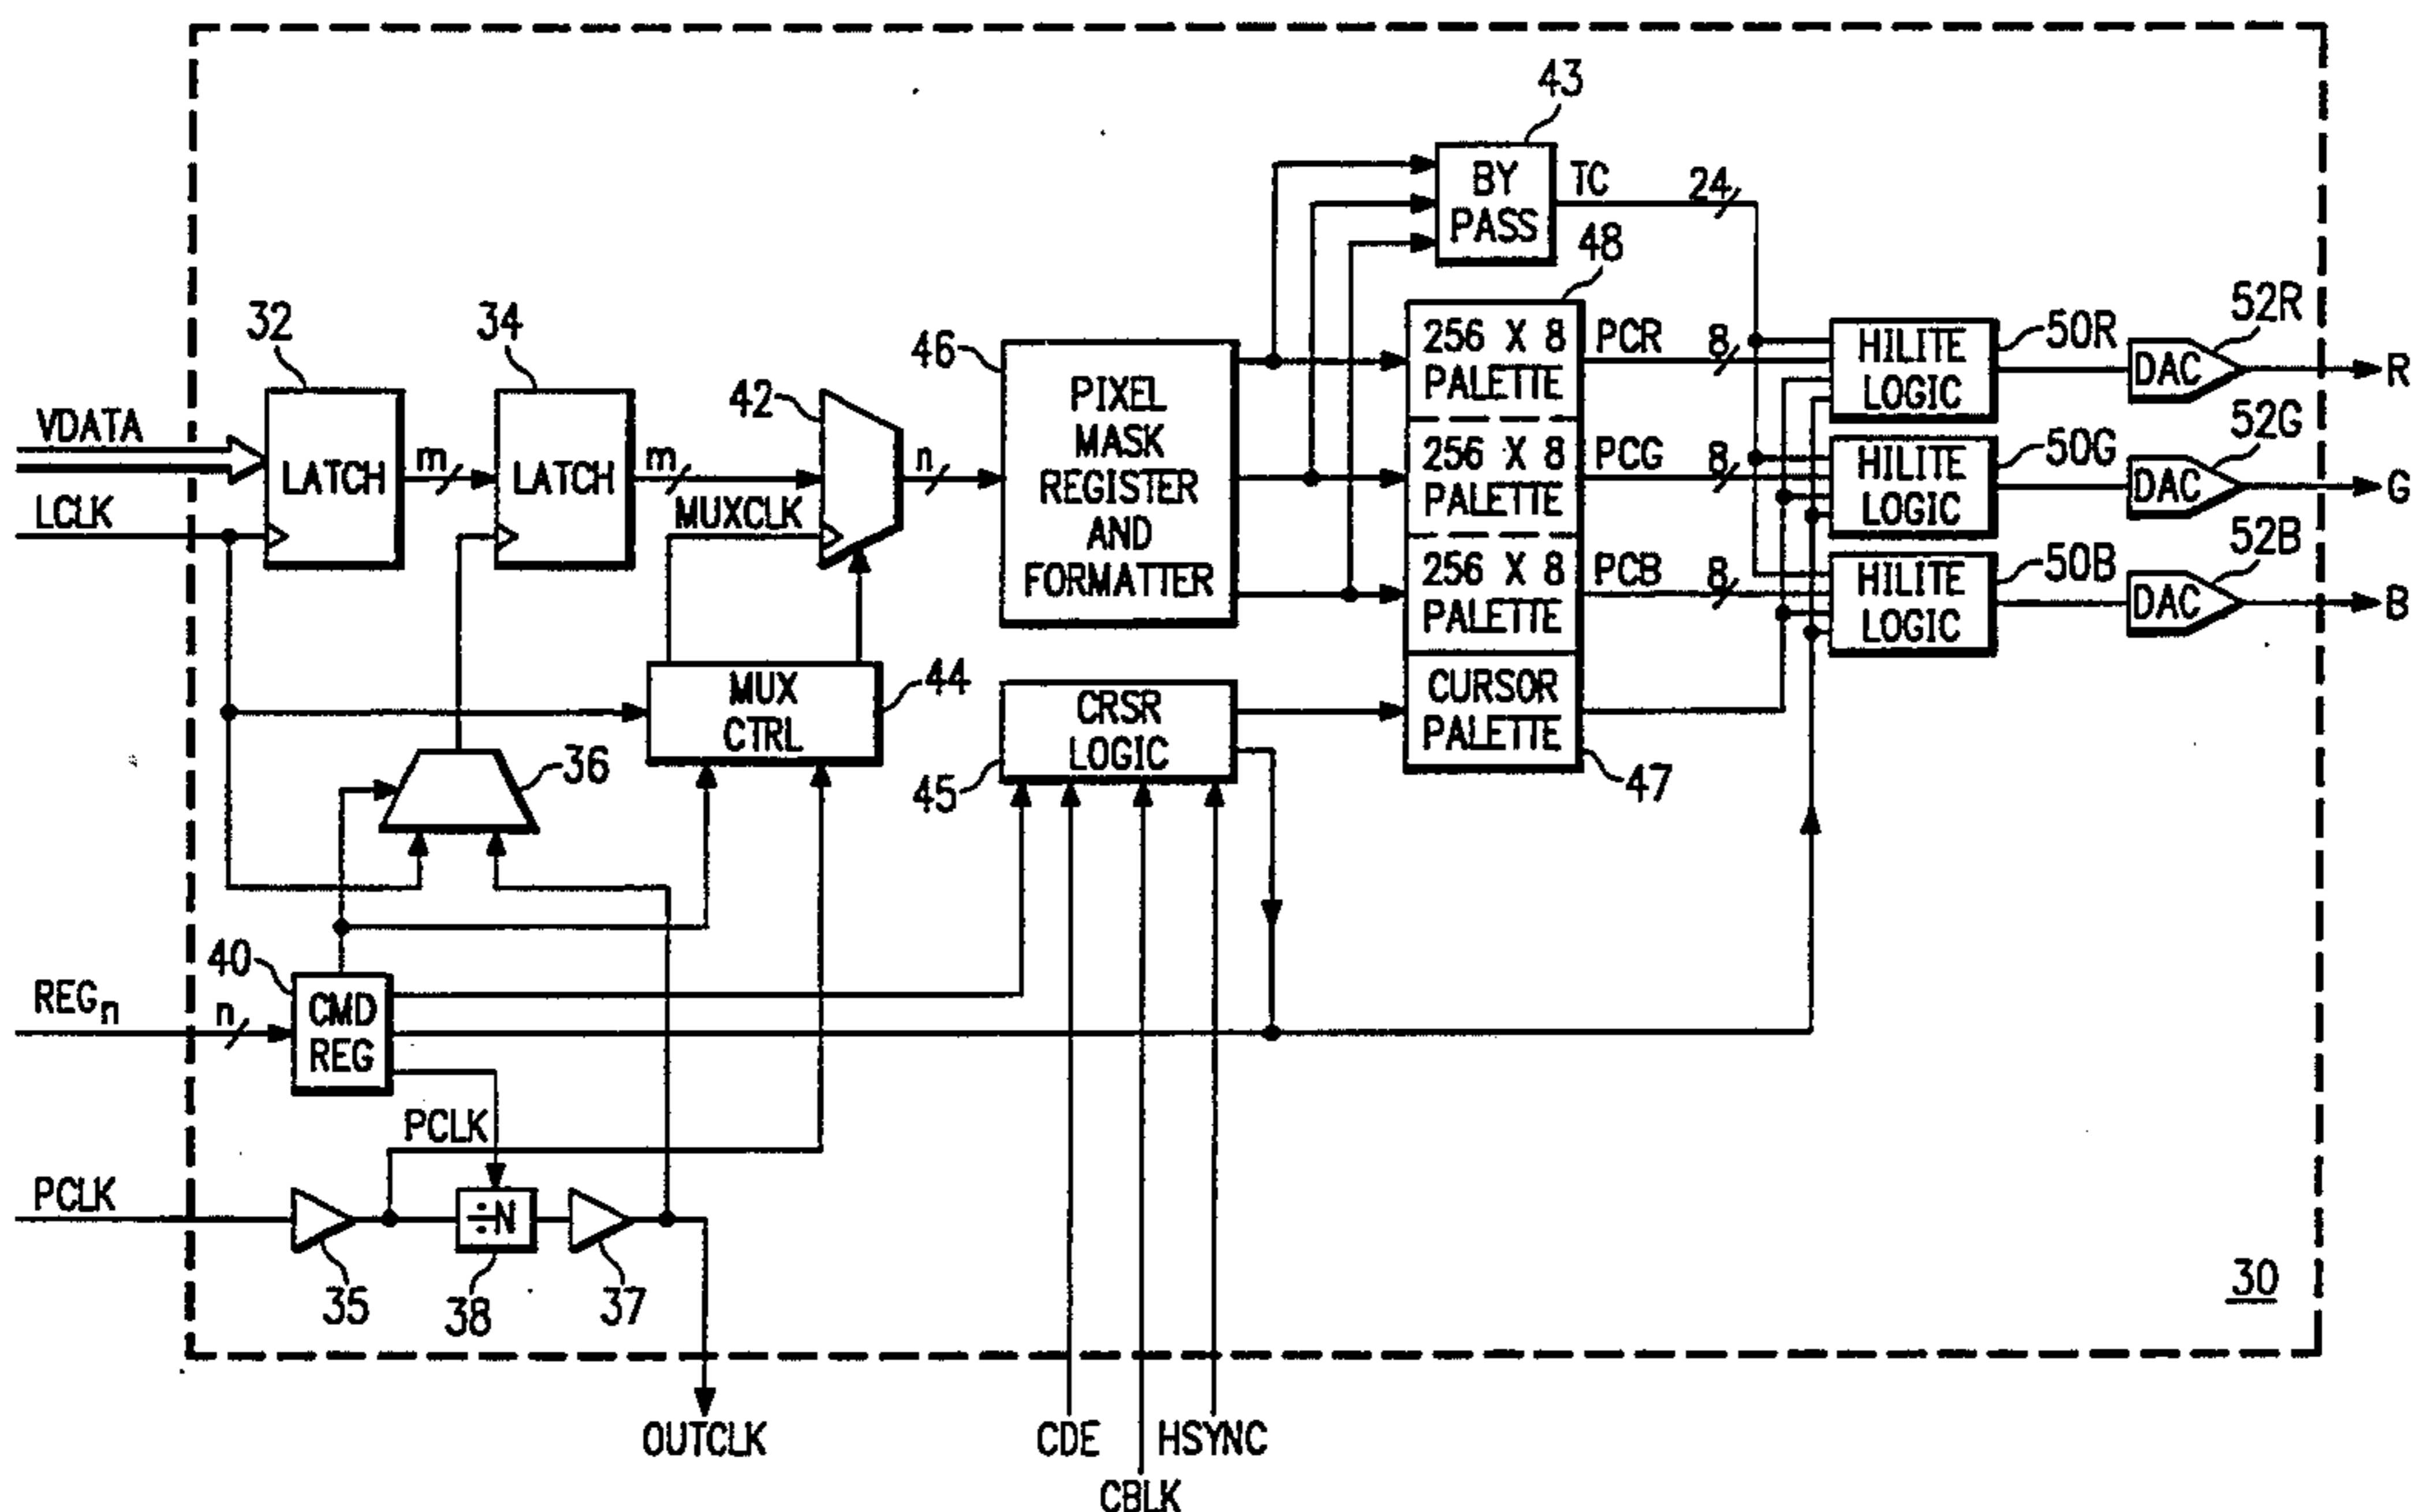 43
BY
PASS
TC
24
48
32
34
42
46
VDATA
LCLK
LATCH
m
LATCH
m
MUXCLK
n
PIXEL
MASK
REGISTER
AND
FORMATTER
256 X 8
PALETTE
PCR
8
256 X 8
PALETTE
PCG
8
256 X 8
PALETTE
PCB
8
CURSOR
PALETTE
47
HILITE
LOGIC
50R
DAC
52R
R
HILITE
LOGIC
50G
DAC
52G
G
HILITE
LOGIC
50B
DAC
52B
B
MUX
CTRL
44
36
CRSR
LOGIC
45
40
REGn
n
CMD
REG
PCLK
PCLK
÷N
35
38
37
30
OUTCLK
CDE
HSYNC
CBLK